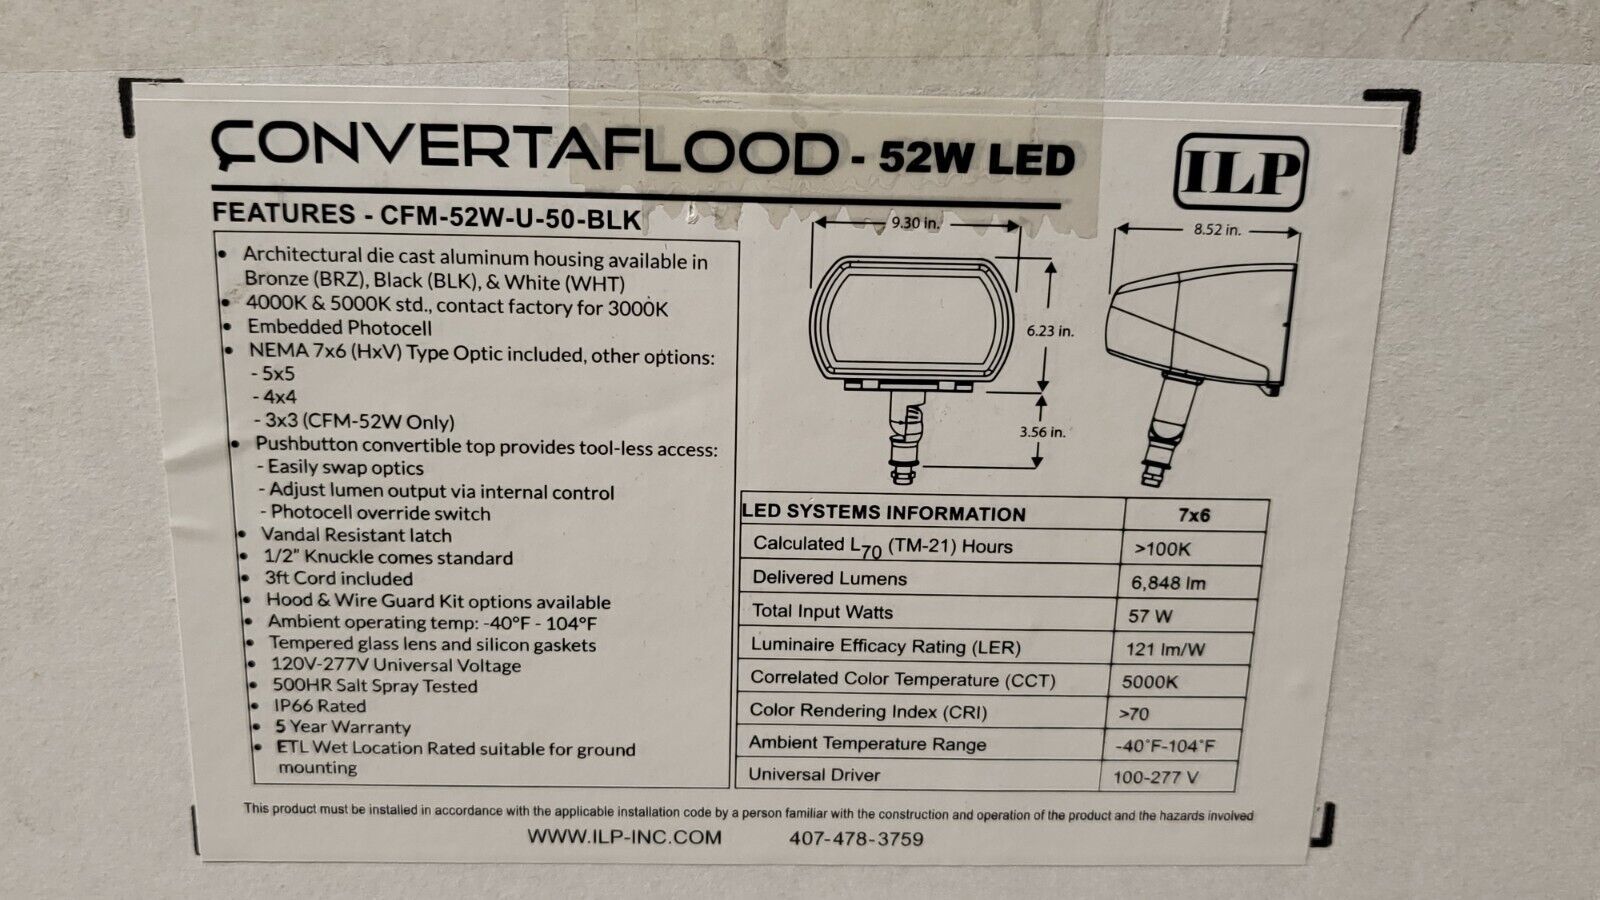 CONVERTAFLOOD - 52W LED
ILP
FEATURES - CFM-52W-U-50-BLK
• Architectural die cast aluminum housing available in
Bronze (BRZ), Black (BLK), & White (WHT)
• 4000K & 5000K std., contact factory for 3000K
• Embedded Photocell
• NEMA 7x6 (HxV) Type Optic included, other options:
- 5x5
- 4x4
- 3x3 (CFM-52W Only)
• Pushbutton convertible top provides tool-less access:
- Easily swap optics
- Adjust lumen output via internal control
- Photocell override switch
• Vandal Resistant latch
• 1/2" Knuckle comes standard
• 3ft Cord included
• Hood & Wire Guard Kit options available
• Ambient operating temp: -40°F - 104°F
• Tempered glass lens and silicon gaskets
• 120V-277V Universal Voltage
• 500HR Salt Spray Tested
• IP66 Rated
• 5 Year Warranty
• ETL Wet Location Rated suitable for ground
mounting
9.30 in.
8.52 in.
6.23 in.
3.56 in.
LED SYSTEMS INFORMATION 7x6
Calculated L70 (TM-21) Hours >100K
Delivered Lumens 6,848 lm
Total Input Watts 57 W
Luminaire Efficacy Rating (LER) 121 lm/W
Correlated Color Temperature (CCT) 5000K
Color Rendering Index (CRI) >70
Ambient Temperature Range -40°F-104°F
Universal Driver 100-277 V
This product must be installed in accordance with the applicable installation code by a person familiar with the construction and operation of the product and the hazards involved
WWW.ILP-INC.COM 407-478-3759